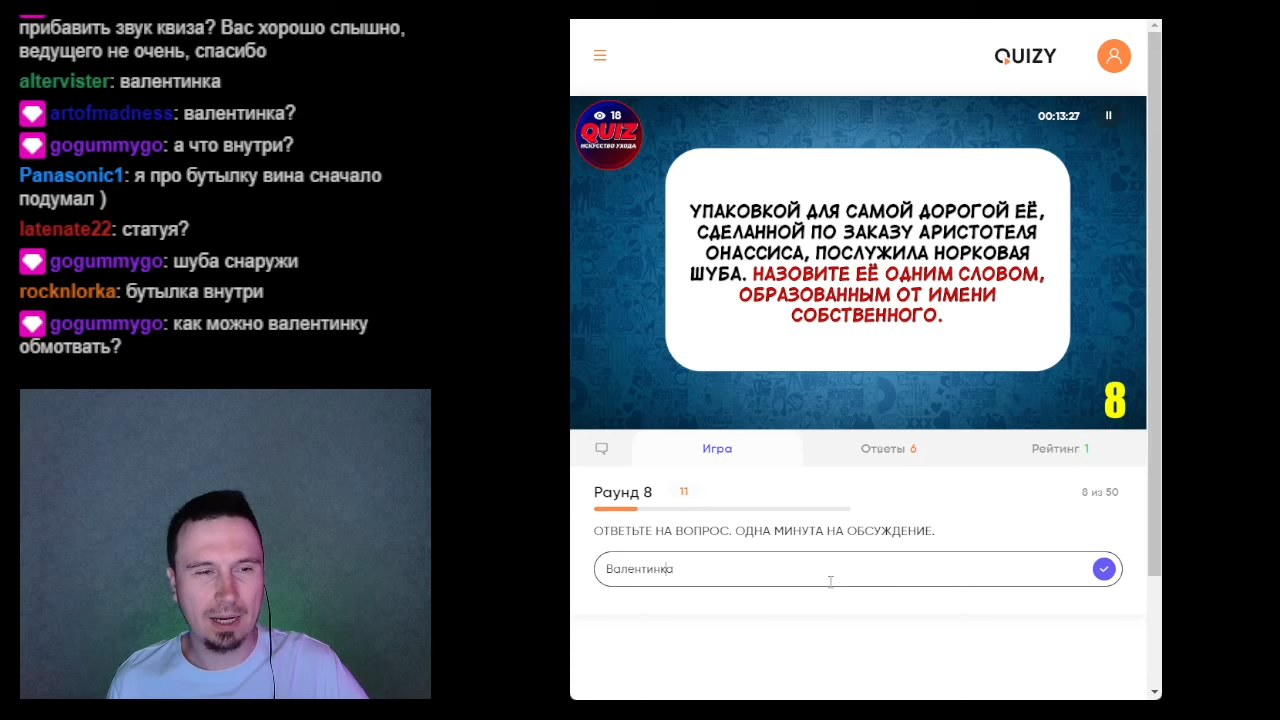 прибавить звук квиза? Вас хорошо слышно,
ведущего не очень, спасибо
altervister: валентинка
artofmadness: валентинка?
gogummygo: а что внутри?
Panasonic1: я про бутылку вина сначало
подумал )
latenate22: статуя?
gogummygo: шуба снаружи
rocknlorka: бутылка внутри
gogummygo: как можно валентинку
обмотвать?
QUIZY
18
QUIZ
ИСКУССТВО УХОДА
00:13:27
УПАКОВКОЙ ДЛЯ САМОЙ ДОРОГОЙ ЕЁ,
СДЕЛАННОЙ ПО ЗАКАЗУ АРИСТОТЕЛЯ
ОНАССИСА, ПОСЛУЖИЛА НОРКОВАЯ
ШУБА. НАЗОВИТЕ ЕЁ ОДНИМ СЛОВОМ,
ОБРАЗОВАННЫМ ОТ ИМЕНИ
СОБСТВЕННОГО.
8
Игра
Ответы 6
Рейтинг 1
Раунд 8 11
8 из 50
ОТВЕТЬТЕ НА ВОПРОС. ОДНА МИНУТА НА ОБСУЖДЕНИЕ.
Валентинка